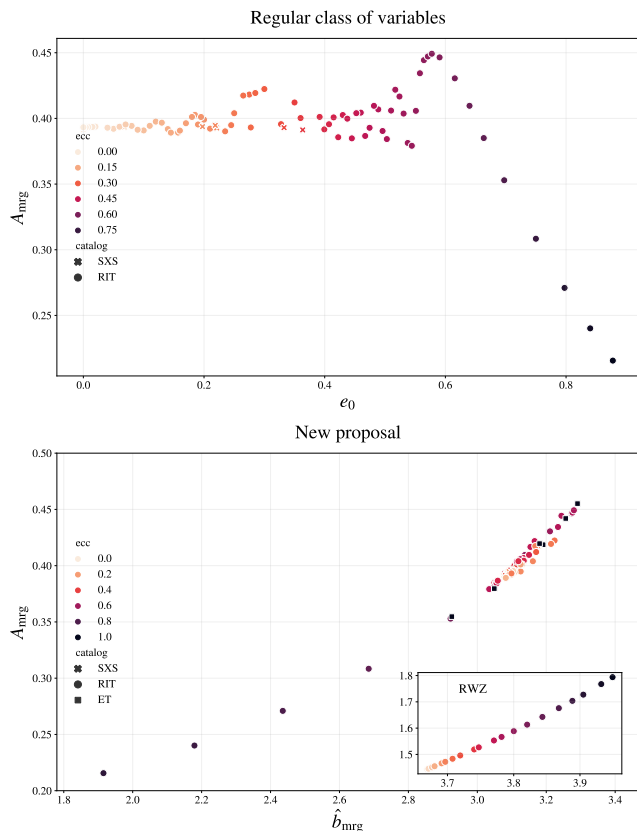 Regular class of variables
0.45
0.40
0.35
0.30
0.25
A_mrg
ecc
0.00
0.15
0.30
0.45
0.60
0.75
catalog
SXS
RIT
0.0
0.2
0.4
0.6
0.8
e_0
New proposal
0.50
0.45
0.40
0.35
0.30
0.25
0.20
A_mrg
ecc
0.0
0.2
0.4
0.6
0.8
1.0
catalog
SXS
RIT
ET
RWZ
1.8
1.7
1.6
1.5
3.7
3.8
3.9
1.8
2.0
2.2
2.4
2.6
2.8
3.0
3.2
3.4
b̂_mrg